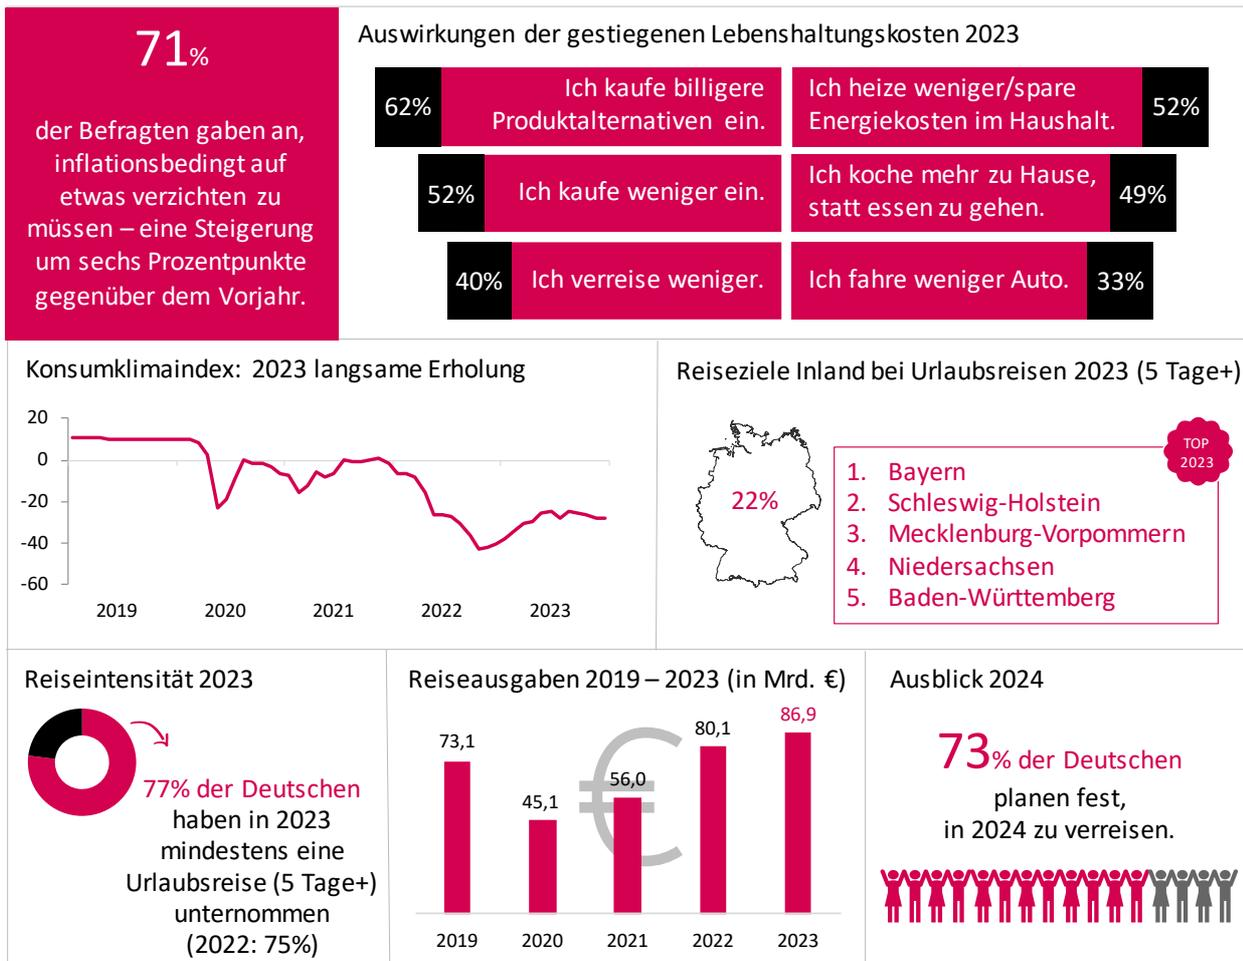 71%
der Befragten gaben an,
inflationsbedingt auf
etwas verzichten zu
müssen – eine Steigerung
um sechs Prozentpunkte
gegenüber dem Vorjahr.
Auswirkungen der gestiegenen Lebenshaltungskosten 2023
62%
Ich kaufe billigere
Produktalternativen ein.
Ich heize weniger/spare
Energiekosten im Haushalt.
52%
52%
Ich kaufe weniger ein.
Ich koche mehr zu Hause,
statt essen zu gehen.
49%
40%
Ich verreise weniger.
Ich fahre weniger Auto.
33%
Konsumklimaindex: 2023 langsame Erholung
20
0
-20
-40
-60
2019 2020 2021 2022 2023
Reiseziele Inland bei Urlaubsreisen 2023 (5 Tage+)
22%
TOP
2023
1. Bayern
2. Schleswig-Holstein
3. Mecklenburg-Vorpommern
4. Niedersachsen
5. Baden-Württemberg
Reiseintensität 2023
77% der Deutschen
haben in 2023
mindestens eine
Urlaubsreise (5 Tage+)
unternommen
(2022: 75%)
Reiseausgaben 2019 – 2023 (in Mrd. €)
€
73,1
45,1
56,0
80,1
86,9
2019 2020 2021 2022 2023
Ausblick 2024
73% der Deutschen
planen fest,
in 2024 zu verreisen.